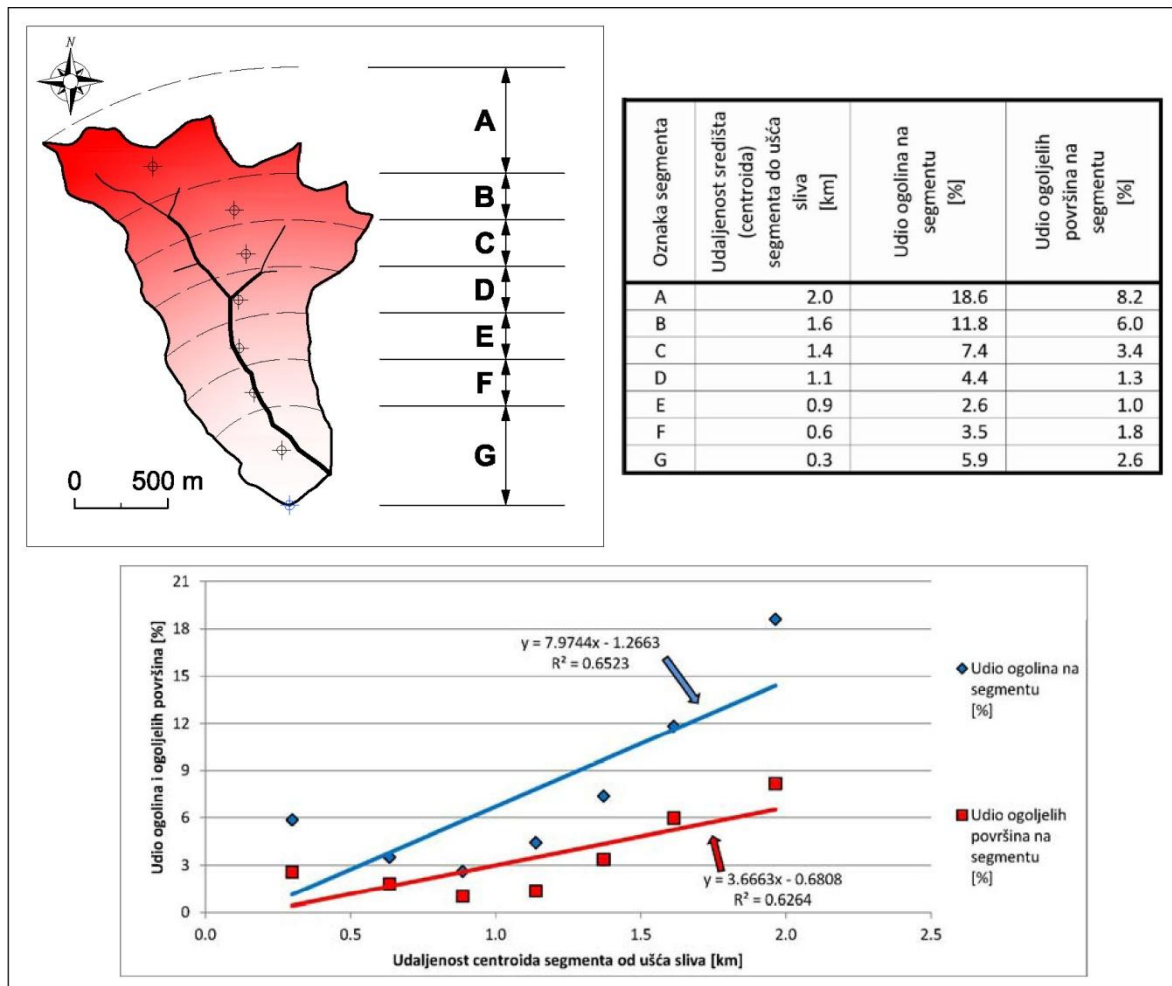 N
A
B
C
D
E
F
G
0 500 m
Oznaka segmenta
Udaljenost središta
(centroida)
segmenta do ušća
sliva
[km]
Udio ogolina na
segmentu
[%]
Udio ogoljelih
površina na
segmentu
[%]
A 2.0 18.6 8.2
B 1.6 11.8 6.0
C 1.4 7.4 3.4
D 1.1 4.4 1.3
E 0.9 2.6 1.0
F 0.6 3.5 1.8
G 0.3 5.9 2.6
Udio ogolina i ogoljelih površina [%]
21
18
15
12
9
6
3
0
y = 7.9744x - 1.2663
R² = 0.6523
y = 3.6663x - 0.6808
R² = 0.6264
0.0 0.5 1.0 1.5 2.0 2.5
Udaljenost centroida segmenta od ušća sliva [km]
Udio ogolina na
segmentu
[%]
Udio ogoljelih
površina na
segmentu
[%]